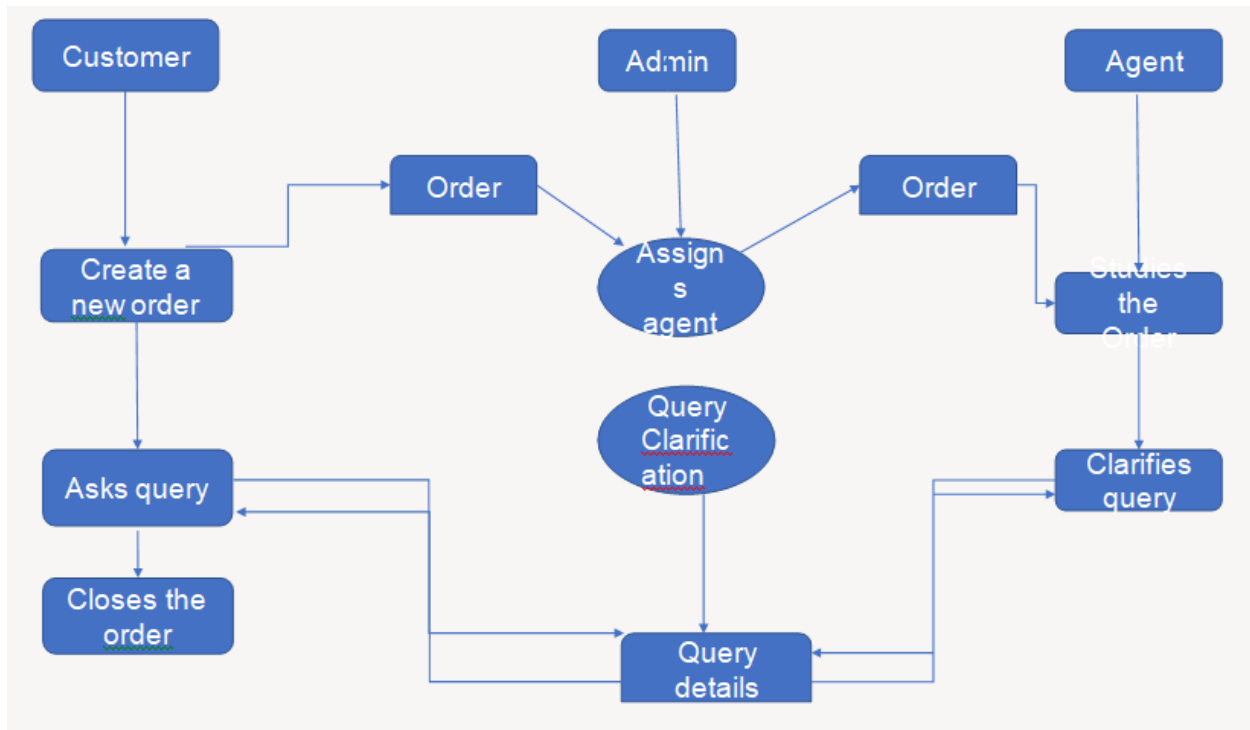 Customer
Admin
Agent
Order
Order
Create a
new order
Assign
s
agent
Studies
the
Order
Query
Clarific
ation
Asks query
Clarifies
query
Closes the
order
Query
details